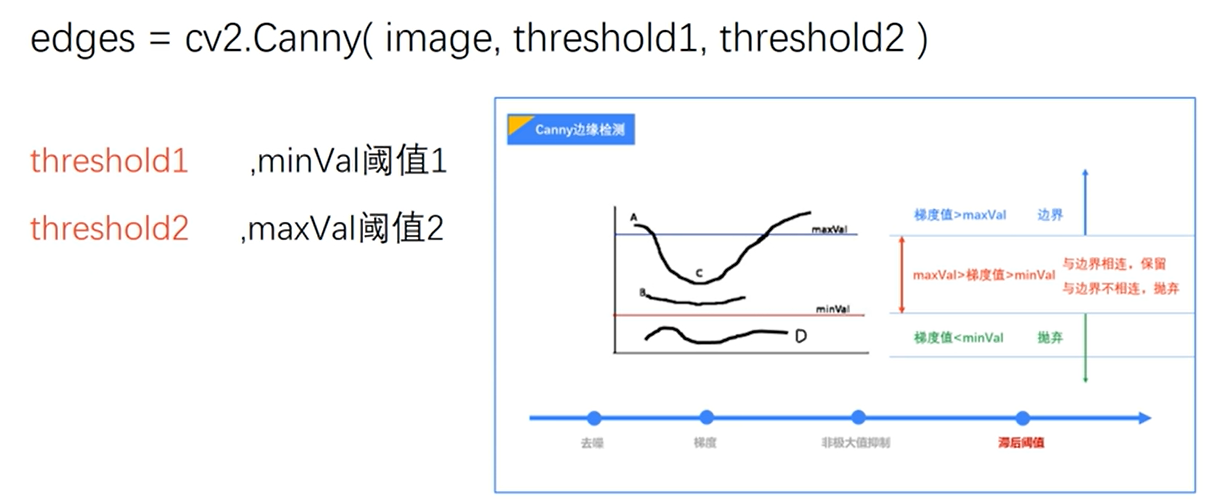 edges = cv2.Canny( image, threshold1, threshold2 )
threshold1 ,minVal阈值1
threshold2 ,maxVal阈值2
Canny边缘检测
A
maxVal
C
B
minVal
D
梯度值>maxVal 边界
maxVal>梯度值>minVal
与边界相连，保留
与边界不相连，抛弃
梯度值<minVal 抛弃
去噪
梯度
非极大值抑制
滞后阈值